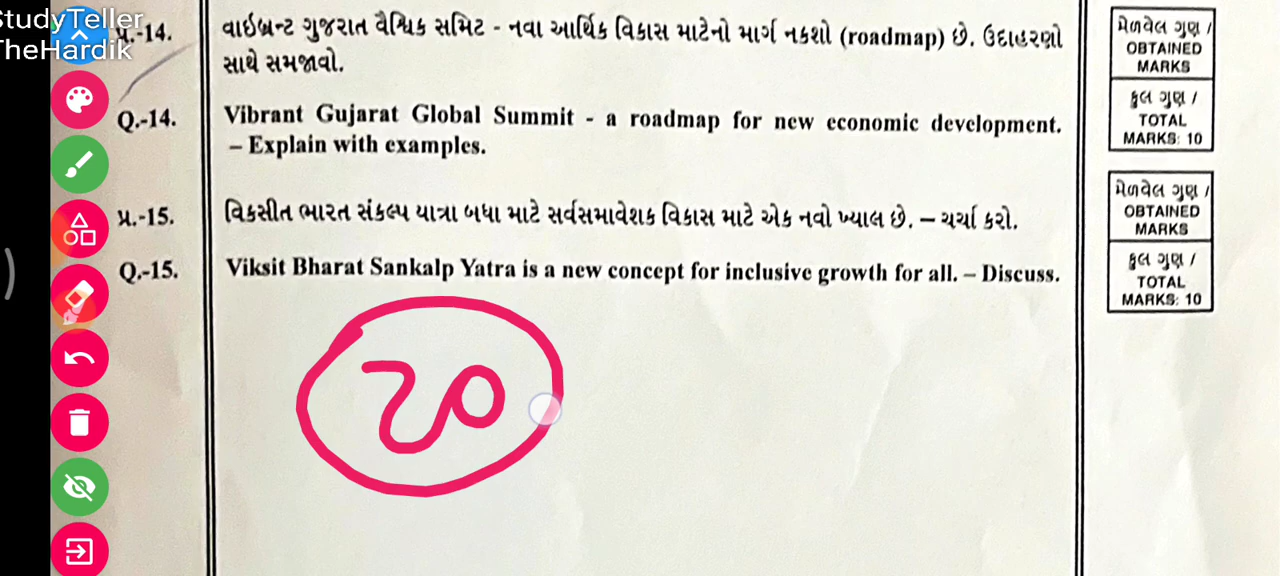 StudyTeller
TheHardik
પ્ર.-14.
વાઇબ્રન્ટ ગુજરાત વૈશ્વિક સમિટ - નવા આર્થિક વિકાસ માટેનો માર્ગ નકશો (roadmap) છે. ઉદાહરણો
સાથે સમજાવો.
મેળવેલ ગુણ /
OBTAINED
MARKS
કુલ ગુણ /
TOTAL
MARKS: 10
Q.-14.
Vibrant Gujarat Global Summit - a roadmap for new economic development.
– Explain with examples.
પ્ર.-15.
વિકસીત ભારત સંકલ્પ યાત્રા બધા માટે સર્વસમાવેશક વિકાસ માટે એક નવો ખ્યાલ છે. – ચર્ચા કરો.
મેળવેલ ગુણ /
OBTAINED
MARKS
કુલ ગુણ /
TOTAL
MARKS: 10
Q.-15.
Viksit Bharat Sankalp Yatra is a new concept for inclusive growth for all. – Discuss.